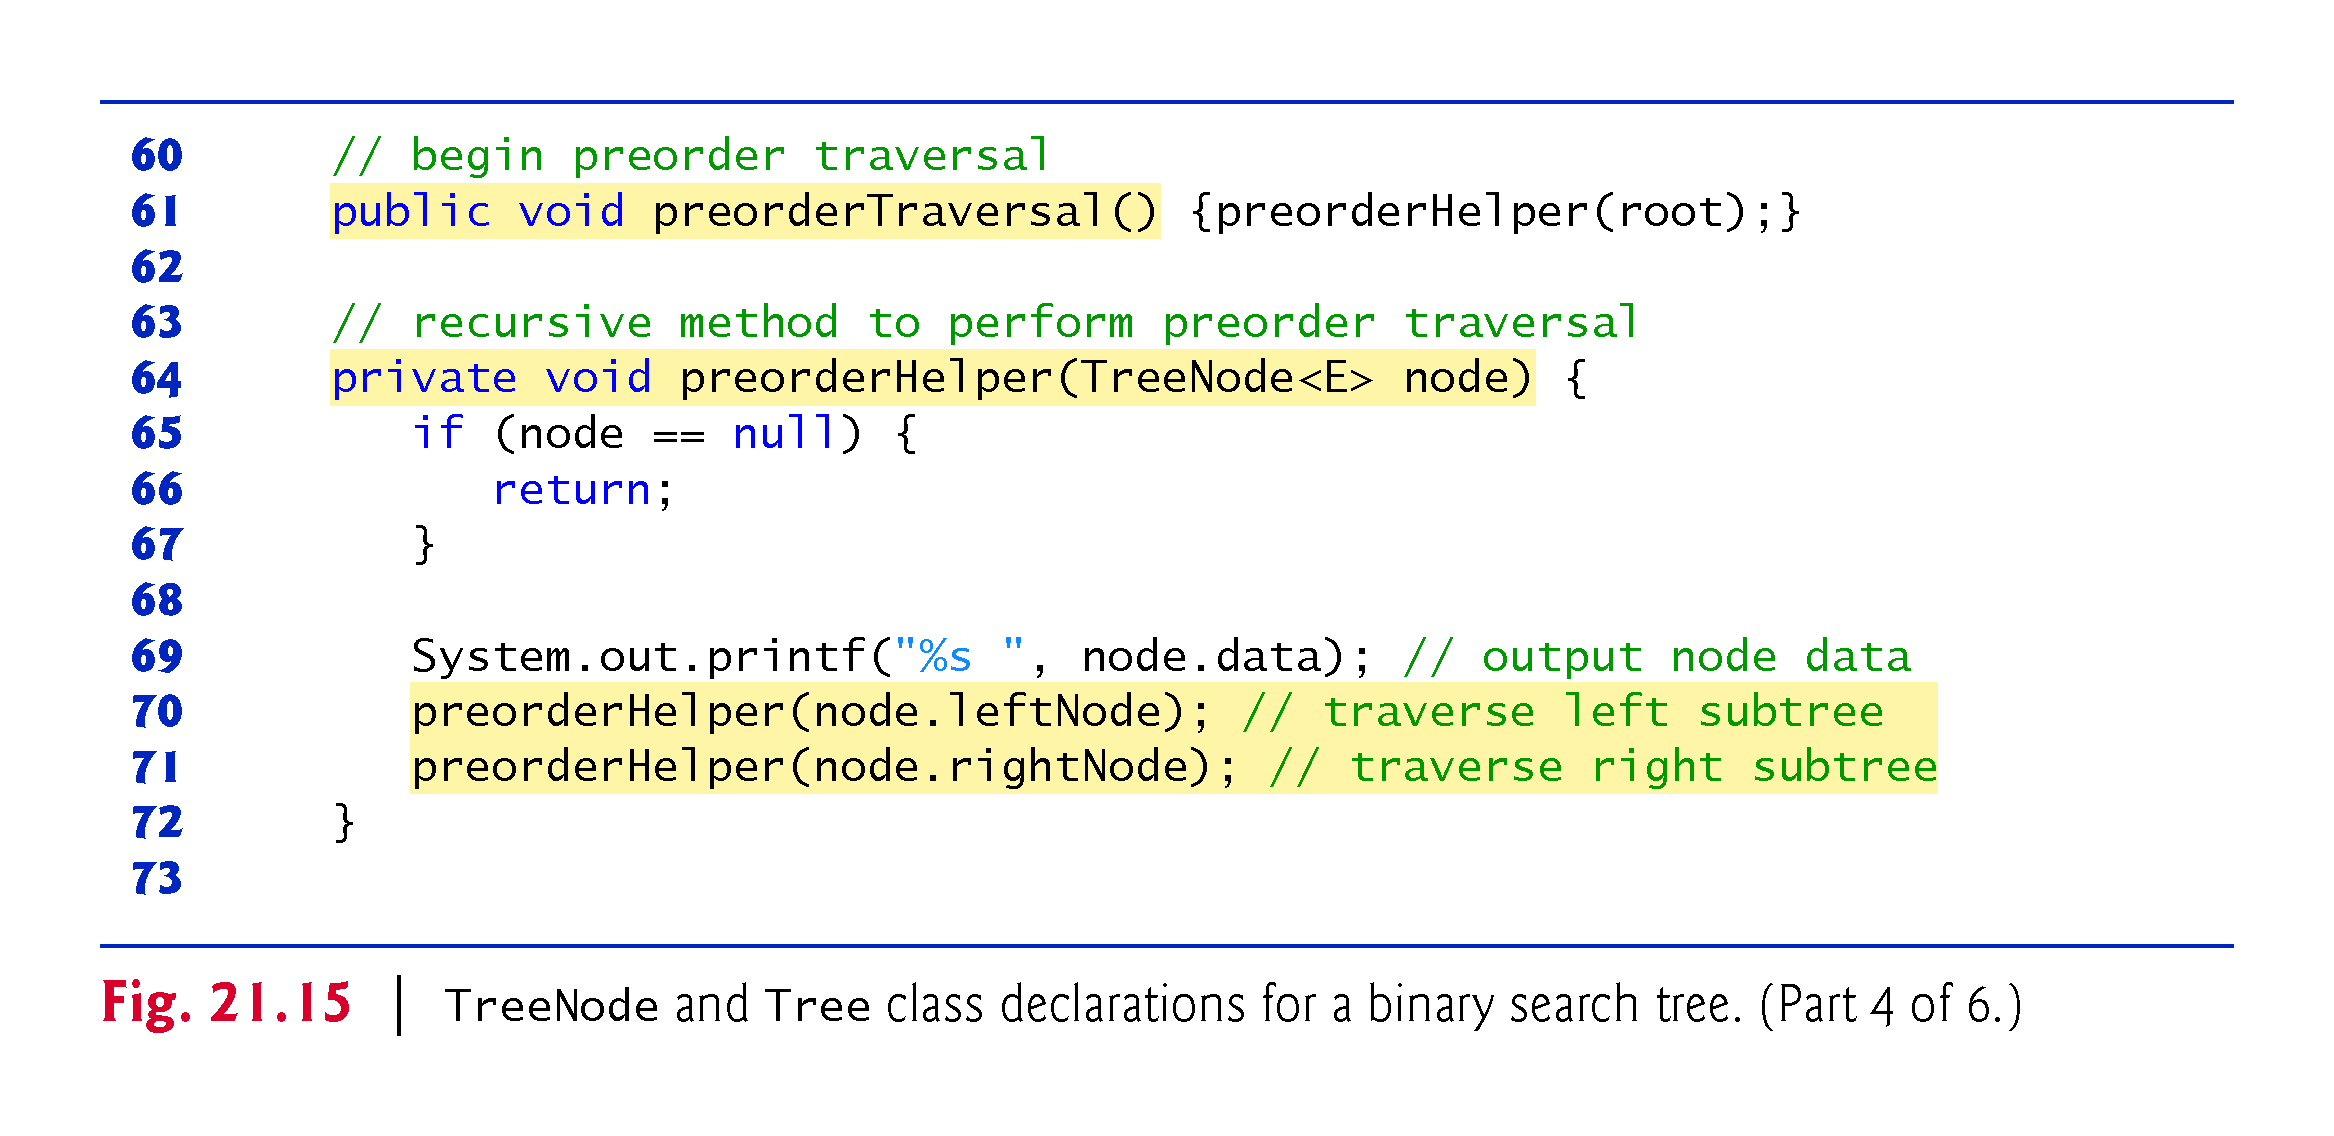 60 // begin preorder traversal
61 public void preorderTraversal() {preorderHelper(root);}
62
63 // recursive method to perform preorder traversal
64 private void preorderHelper(TreeNode<E> node) {
65 if (node == null) {
66 return;
67 }
68
69 System.out.printf("%s ", node.data); // output node data
70 preorderHelper(node.leftNode); // traverse left subtree
71 preorderHelper(node.rightNode); // traverse right subtree
72 }
73
Fig. 21.15 | TreeNode and Tree class declarations for a binary search tree. (Part 4 of 6.)